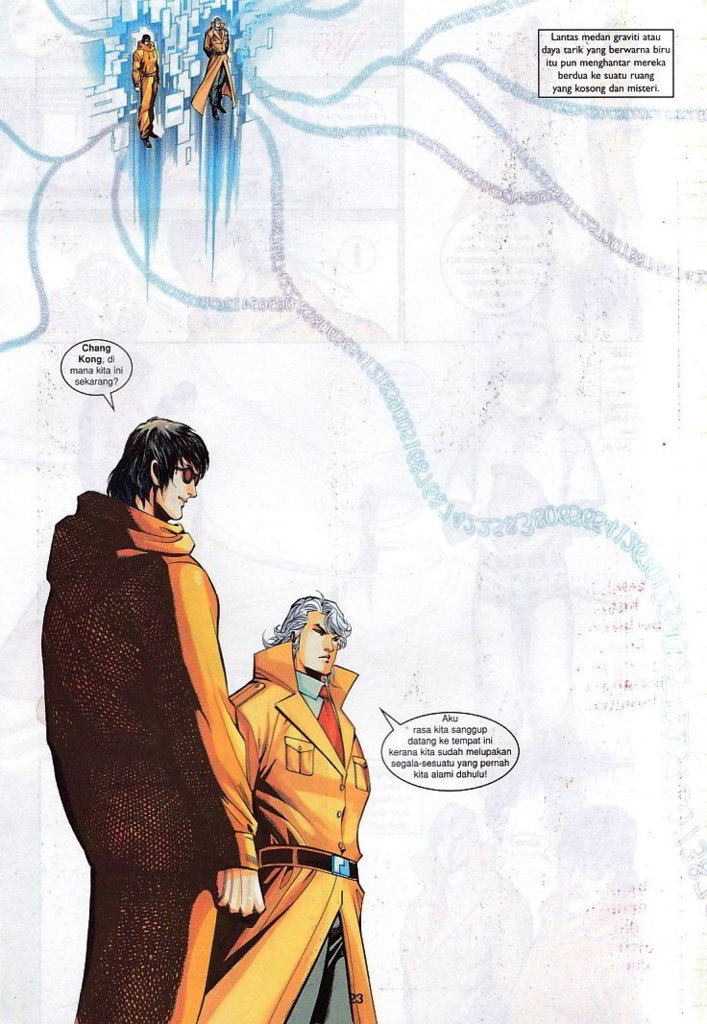 Lantas medan graviti atau
daya tarik yang berwarna biru
itu pun menghantar mereka
berdua ke suatu ruang
yang kosong dan misteri.
Chang
Kong, di
mana kita ini
sekarang?
Aku
rasa kita sanggup
datang ke tempat ini
kerana kita sudah melupakan
segala-sesuatu yang pernah
kita alami dahulu!
23